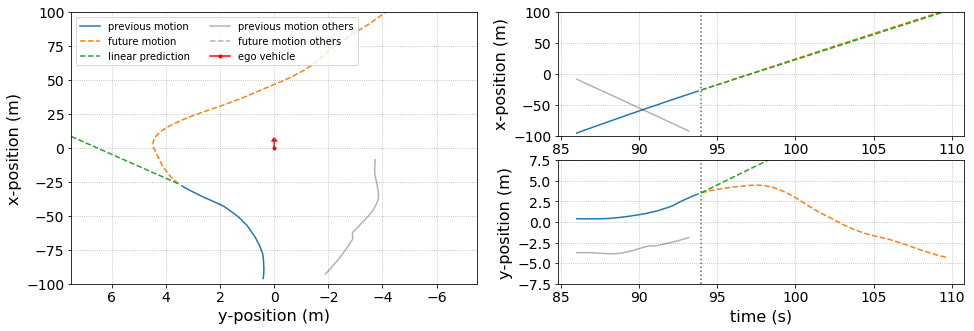 previous motion
future motion
linear prediction
previous motion others
future motion others
ego vehicle
100
75
50
25
0
−25
−50
−75
−100
x-position (m)
6 4 2 0 −2 −4 −6
y-position (m)
100
50
0
−50
−100
x-position (m)
85 90 95 100 105 110
7.5
5.0
2.5
0.0
−2.5
−5.0
−7.5
y-position (m)
85 90 95 100 105 110
time (s)